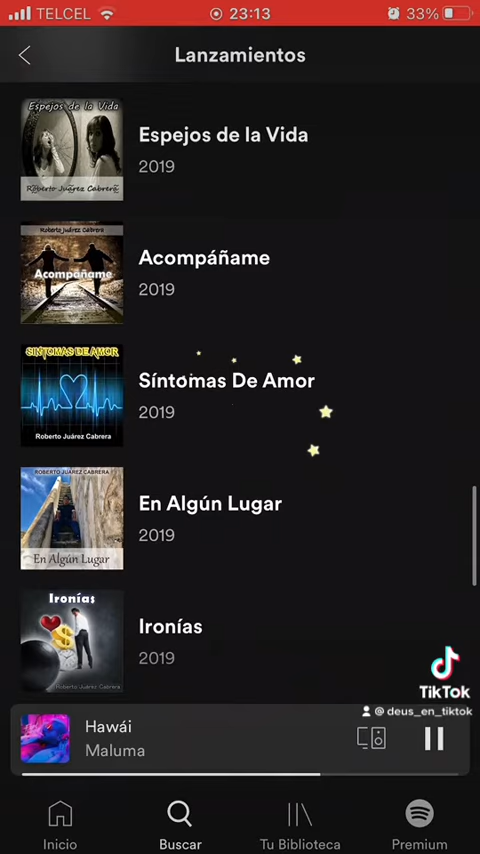 TELCEL
23:13
33%
Lanzamientos
Espejos de la Vida
Roberto Juárez Cabrera
Espejos de la Vida
2019
Roberto Juárez Cabrera
Acompáñame
Acompáñame
2019
SÍNTOMAS DE AMOR
Roberto Juárez Cabrera
Síntomas De Amor
2019
ROBERTO JUÁREZ CABRERA
En Algún Lugar
En Algún Lugar
2019
Ironías
Roberto Juárez Cabrera
Ironías
2019
TikTok
@ deus_en_tiktok
Hawái
Maluma
Inicio
Buscar
Tu Biblioteca
Premium